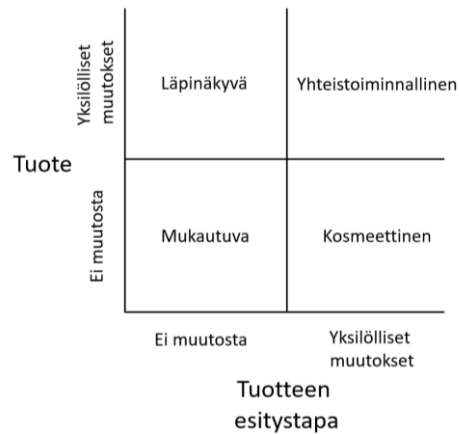 Yksilölliset
muutokset
Läpinäkyvä
Yhteistoiminnallinen
Tuote
Ei muutosta
Mukautuva
Kosmeettinen
Ei muutosta
Yksilölliset
muutokset
Tuotteen
esitystapa